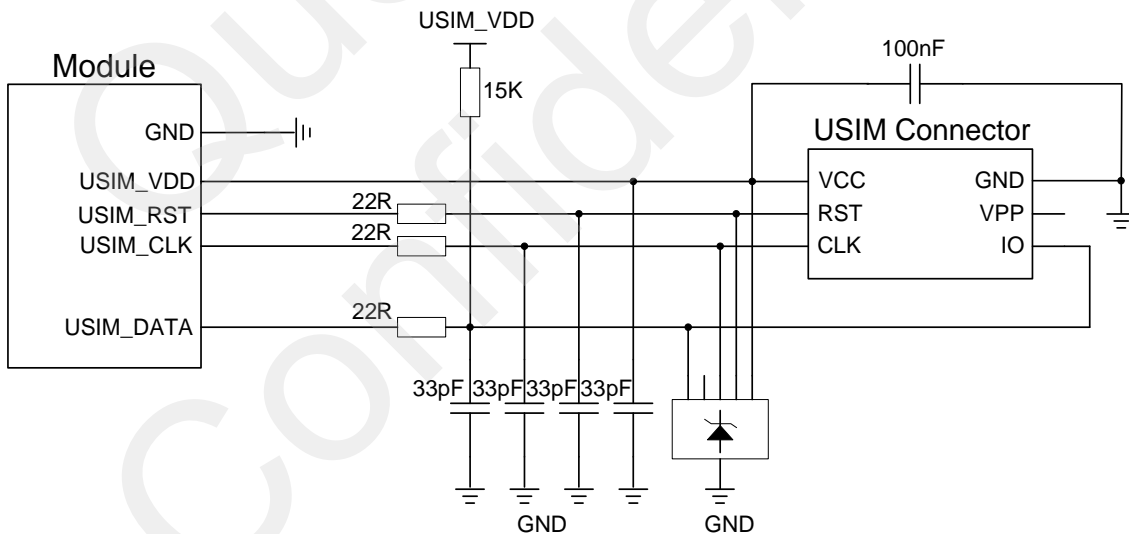 USIM_VDD
100nF
Module
15K
USIM Connector
GND
VCC
GND
USIM_VDD
RST
VPP
USIM_RST
22R
CLK
IO
USIM_CLK
22R
USIM_DATA
22R
33pF 33pF 33pF 33pF
GND
GND